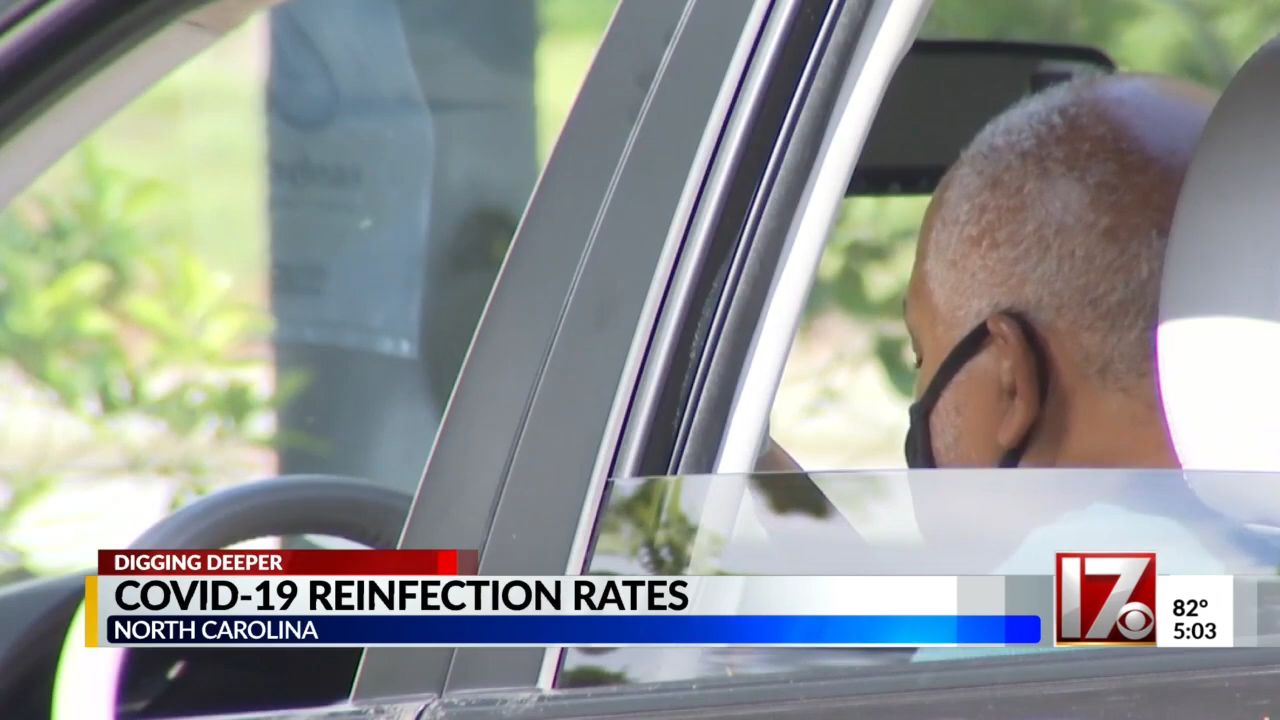 DIGGING DEEPER
COVID-19 REINFECTION RATES
NORTH CAROLINA
17
82°
5:03